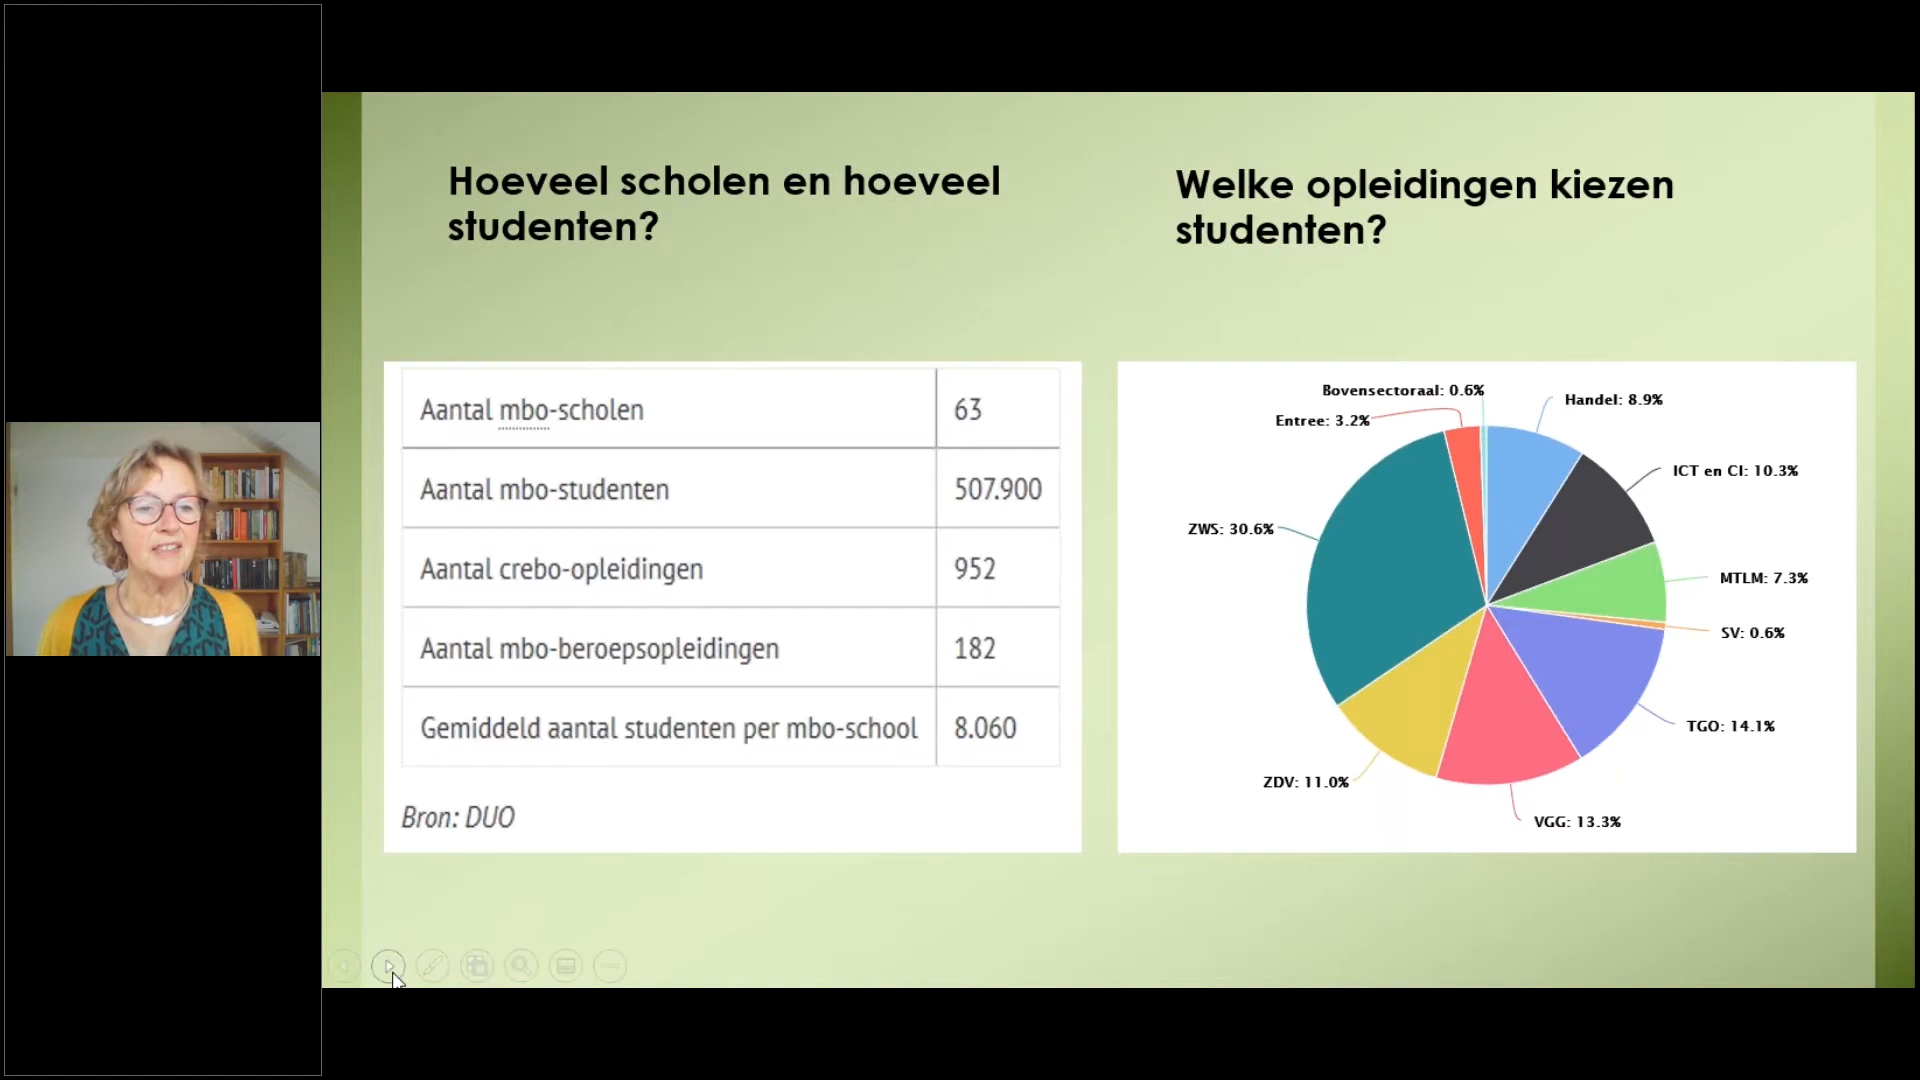 Hoeveel scholen en hoeveel
studenten?
Welke opleidingen kiezen
studenten?
Aantal mbo-scholen 63
Aantal mbo-studenten 507.900
Aantal crebo-opleidingen 952
Aantal mbo-beroepsopleidingen 182
Gemiddeld aantal studenten per mbo-school 8.060
Bron: DUO
Bovensectoraal: 0.6%
Handel: 8.9%
Entree: 3.2%
ICT en CI: 10.3%
ZWS: 30.6%
MTLM: 7.3%
SV: 0.6%
TGO: 14.1%
ZDV: 11.0%
VGG: 13.3%